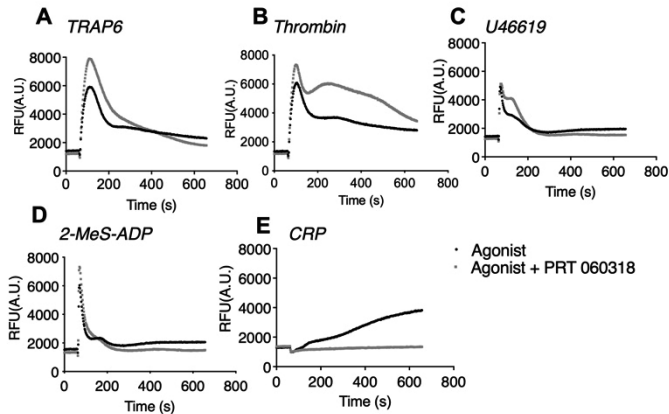 A
TRAP6
RFU(A.U.)
8000
6000
4000
2000
0
0 200 400 600 800
Time (s)
B
Thrombin
RFU(A.U.)
8000
6000
4000
2000
0
0 200 400 600 800
Time (s)
C
U46619
RFU(A.U.)
8000
6000
4000
2000
0
0 200 400 600 800
Time (s)
D
2-MeS-ADP
RFU(A.U.)
8000
6000
4000
2000
0
0 200 400 600 800
Time (s)
E
CRP
RFU(A.U.)
8000
6000
4000
2000
0
0 200 400 600 800
Time (s)
Agonist
Agonist + PRT 060318